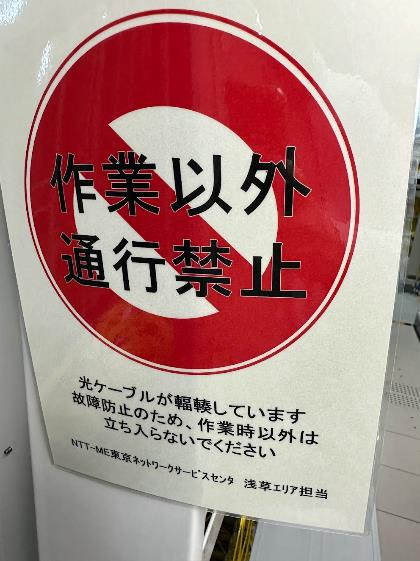 作業以外
通行禁止
光ケーブルが輻輳しています
故障防止のため、作業時以外は
立ち入らないでください
NTT-ME東京ネットワークサービスセンタ 浅草エリア担当